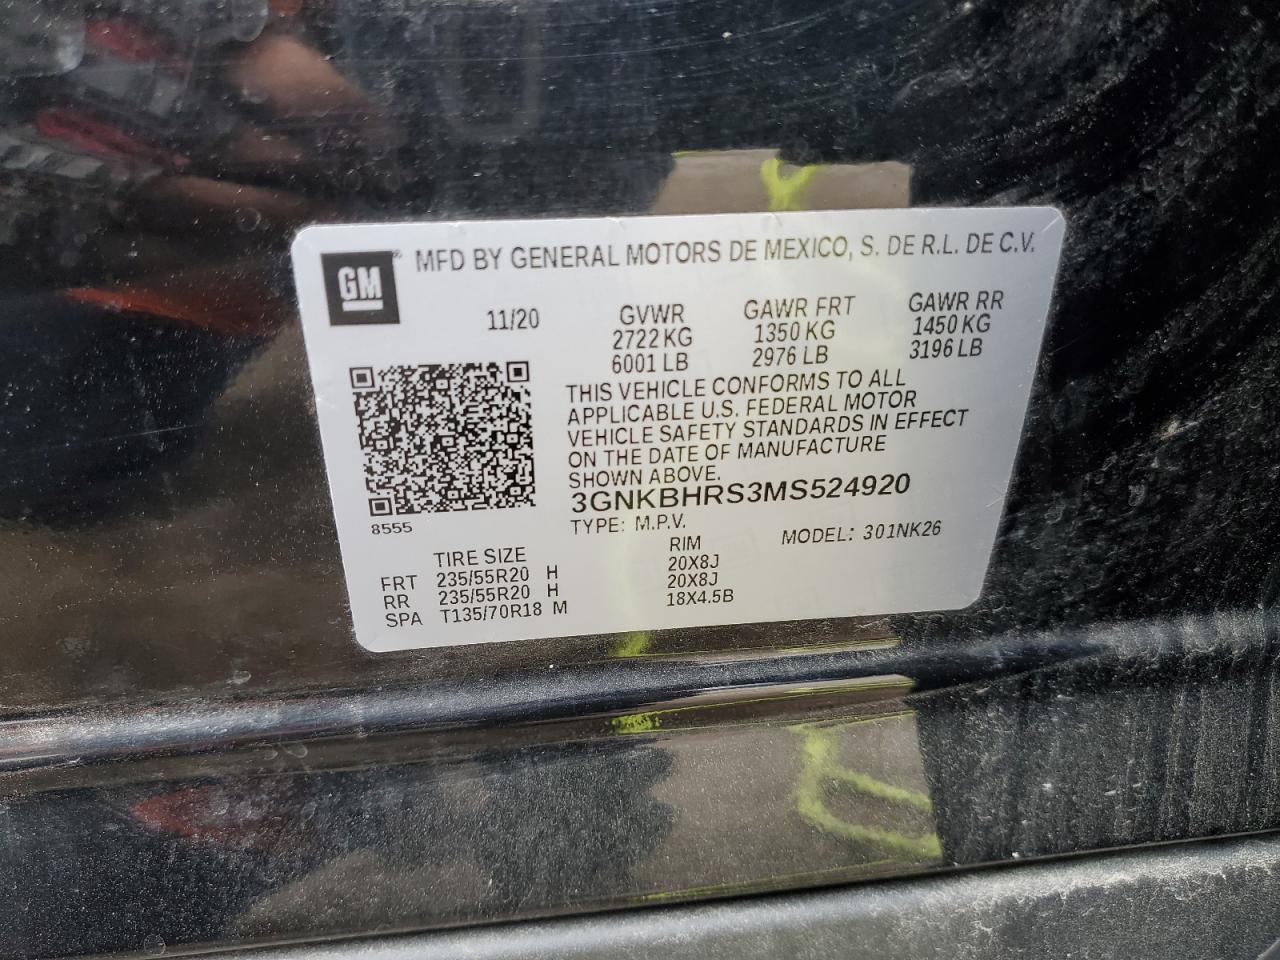 GM ® MFD BY GENERAL MOTORS DE MEXICO, S. DE R.L. DE C.V.
11/20 GVWR GAWR FRT GAWR RR
2722 KG 1350 KG 1450 KG
6001 LB 2976 LB 3196 LB
THIS VEHICLE CONFORMS TO ALL
APPLICABLE U.S. FEDERAL MOTOR
VEHICLE SAFETY STANDARDS IN EFFECT
ON THE DATE OF MANUFACTURE
SHOWN ABOVE.
3GNKBHRS3MS524920
8555 TYPE: M.P.V. MODEL: 301NK26
TIRE SIZE RIM
FRT 235/55R20 H 20X8J
RR 235/55R20 H 20X8J
SPA T135/70R18 M 18X4.5B